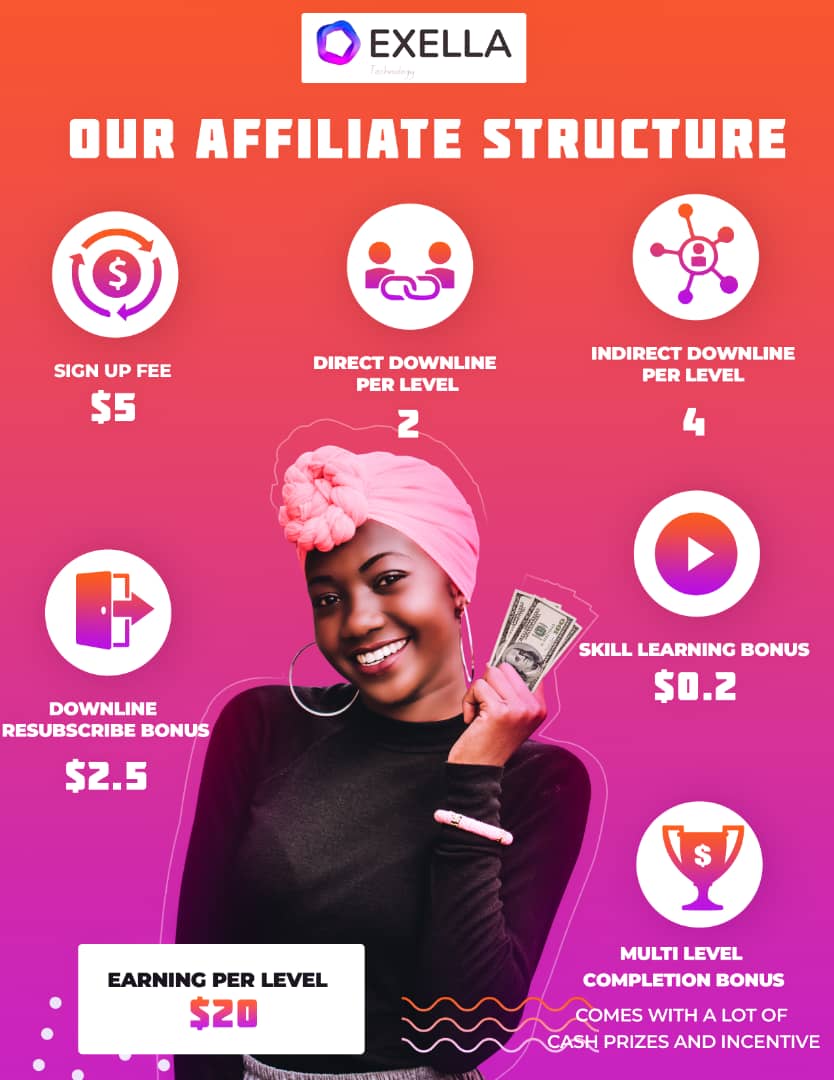 EXELLA
Technology
OUR AFFILIATE STRUCTURE
SIGN UP FEE
$5
DIRECT DOWNLINE
PER LEVEL
2
INDIRECT DOWNLINE
PER LEVEL
4
DOWNLINE
RESUBSCRIBE BONUS
$2.5
SKILL LEARNING BONUS
$0.2
EARNING PER LEVEL
$20
MULTI LEVEL
COMPLETION BONUS
COMES WITH A LOT OF
CASH PRIZES AND INCENTIVE